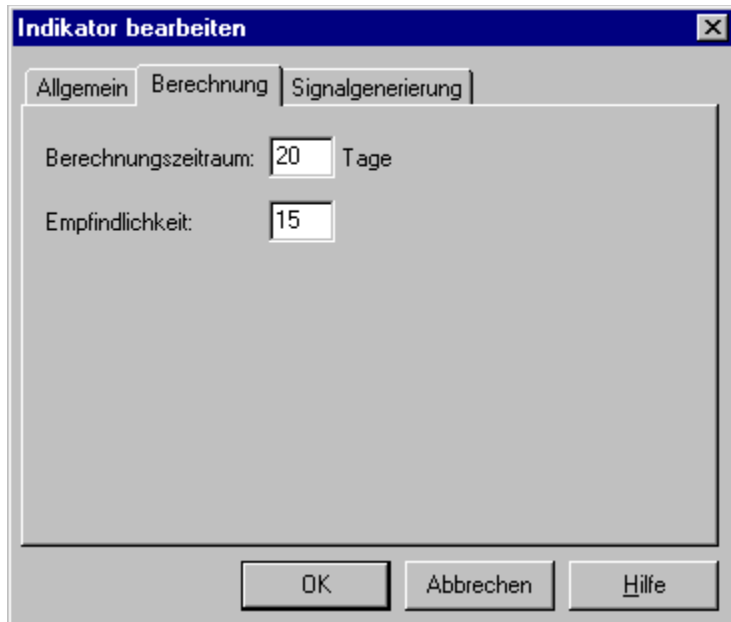 Indikator bearbeiten
Allgemein Berechnung Signalgenerierung
Berechnungszeitraum: 20 Tage
Empfindlichkeit: 15
OK Abbrechen Hilfe